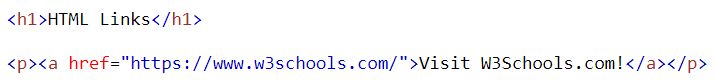 <h1>HTML Links</h1>
<p><a href="https://www.w3schools.com/">Visit W3Schools.com!</a></p>